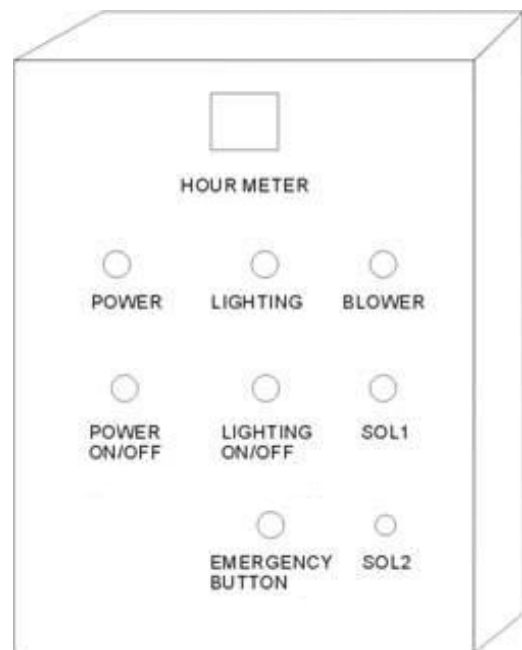 HOUR METER
POWER LIGHTING BLOWER
POWER ON/OFF
LIGHTING ON/OFF
SOL1
EMERGENCY BUTTON
SOL2